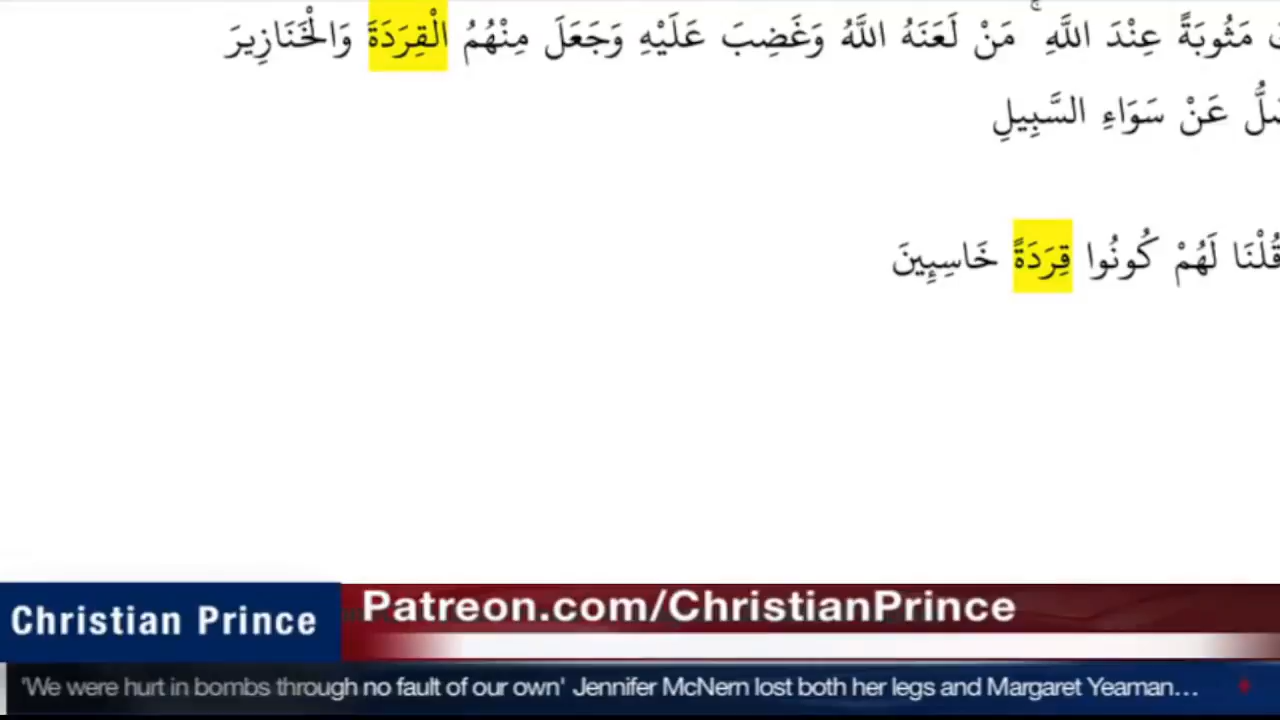 مَثُوبَةً عِنْدَ اللَّهِ ۚ مَنْ لَعَنَهُ اللَّهُ وَغَضِبَ عَلَيْهِ وَجَعَلَ مِنْهُمُ الْقِرَدَةَ وَالْخَنَازِيرَ
عَنْ سَوَاءِ السَّبِيلِ
قُلْنَا لَهُمْ كُونُوا قِرَدَةً خَاسِئِينَ
Christian Prince
Patreon.com/ChristianPrince
'We were hurt in bombs through no fault of our own' Jennifer McNern lost both her legs and Margaret Yeaman...